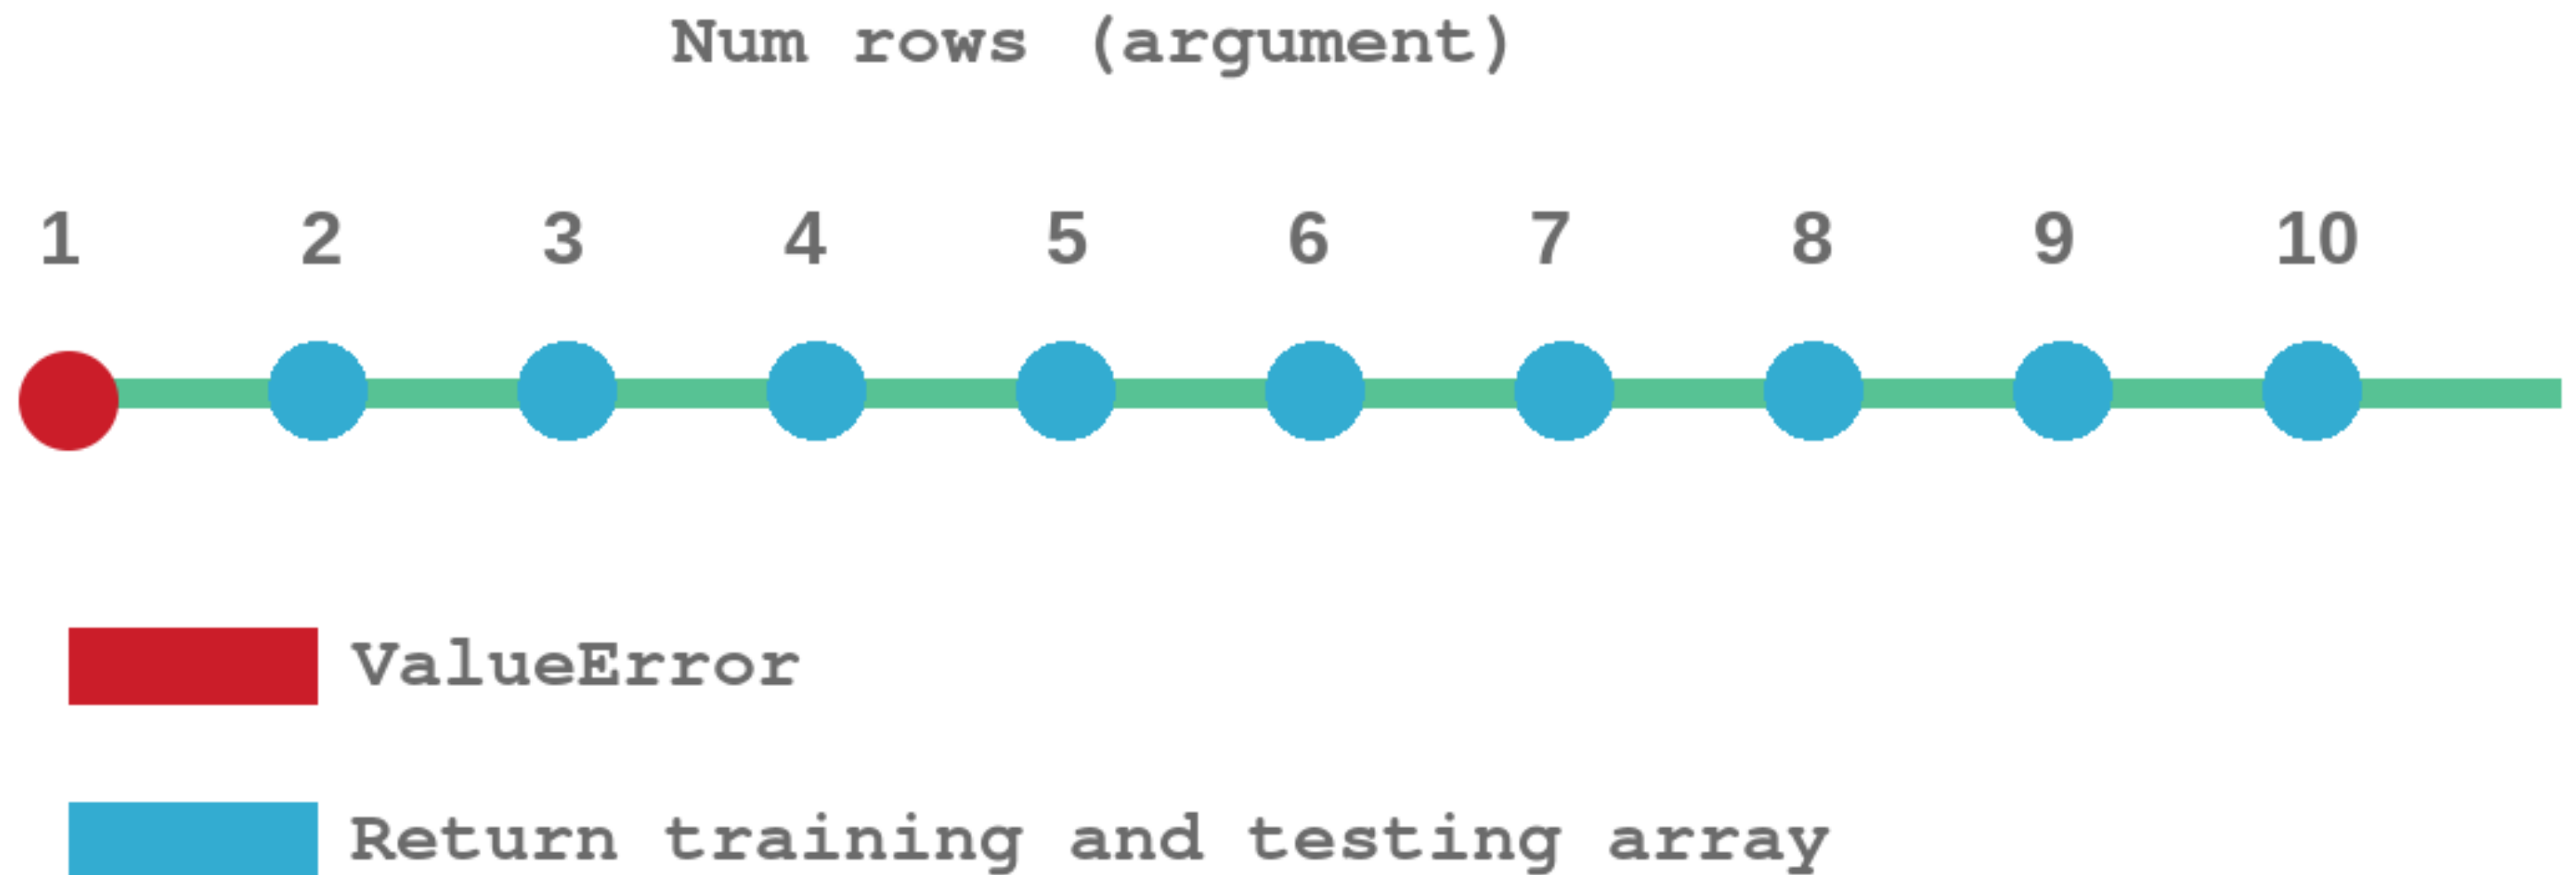 Num rows (argument)
1 2 3 4 5 6 7 8 9 10
ValueError
Return training and testing array